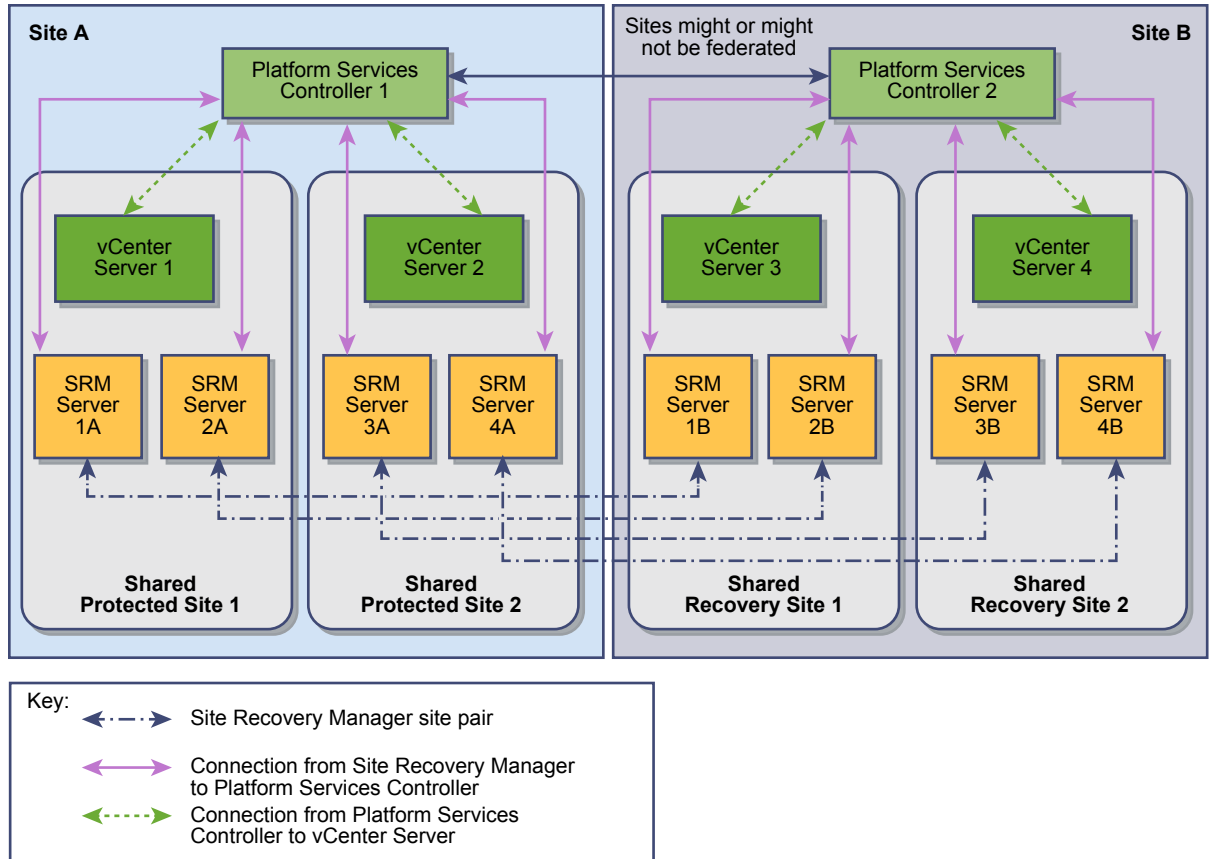 Site A
Sites might or might
not be federated
Site B
Platform Services
Controller 1
Platform Services
Controller 2
vCenter
Server 1
vCenter
Server 2
vCenter
Server 3
vCenter
Server 4
SRM
Server
1A
SRM
Server
2A
SRM
Server
3A
SRM
Server
4A
SRM
Server
1B
SRM
Server
2B
SRM
Server
3B
SRM
Server
4B
Shared
Protected Site 1
Shared
Protected Site 2
Shared
Recovery Site 1
Shared
Recovery Site 2
Key:
Site Recovery Manager site pair
Connection from Site Recovery Manager
to Platform Services Controller
Connection from Platform Services
Controller to vCenter Server